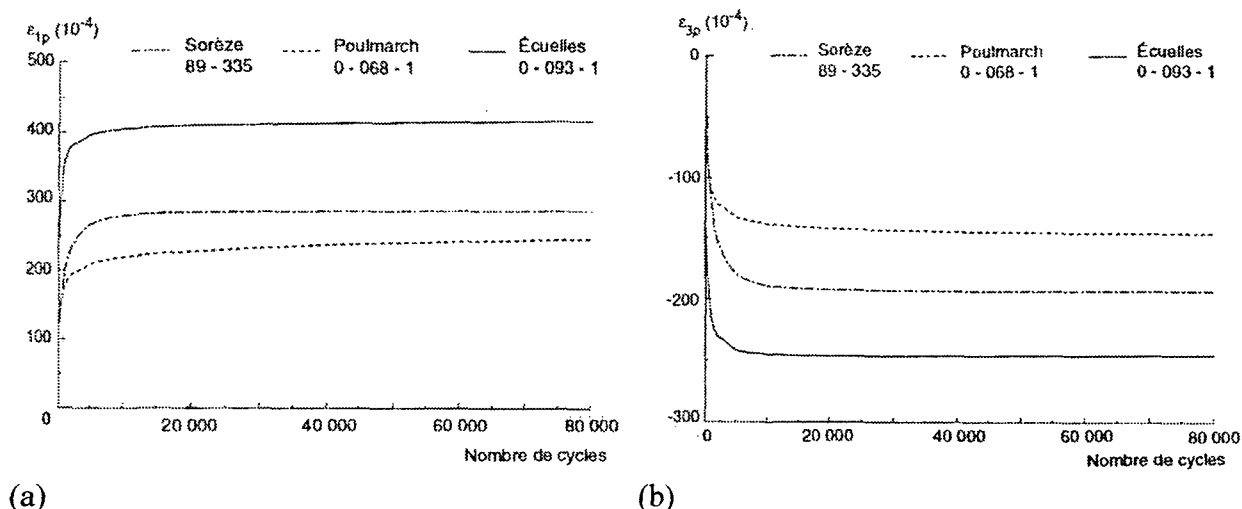 ε1p (10-4)
Sorèze Poulmarch Écuelles
89 - 335 0 - 068 - 1 0 - 093 - 1
500
400
300
200
100
0
20 000 40 000 60 000 80 000
Nombre de cycles
(a)
ε3p (10-4)
Sorèze Poulmarch Écuelles
89 - 335 0 - 068 - 1 0 - 093 - 1
0
-100
-200
-300
0 20 000 40 000 60 000 80 000
Nombre de cycles
(b)